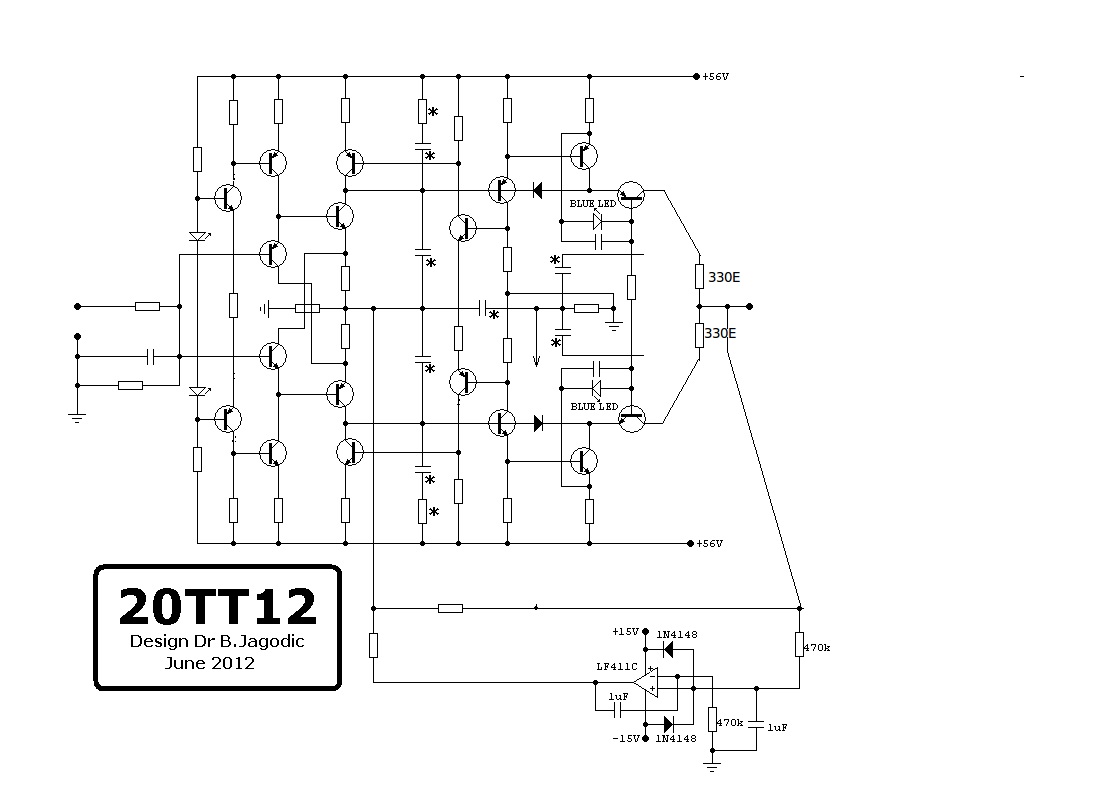 +56V
*
*
BLUE LED
*
*
330E
*
330E
*
*
BLUE LED
*
*
+56V
20TT12
Design Dr B.Jagodic
June 2012
+15V
1N4148
470k
LF411C
1uF
470k
1uF
-15V
1N4148